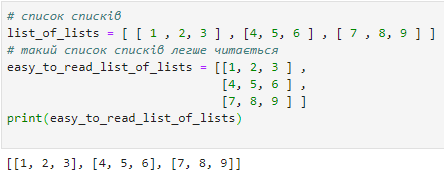 # список списків
list_of_lists = [ [ 1 , 2, 3 ] , [4, 5, 6 ] , [ 7 , 8, 9 ] ]
# такий список списків легше читається
easy_to_read_list_of_lists = [[1, 2, 3 ] ,
                              [4, 5, 6 ] ,
                              [7, 8, 9 ] ]
print(easy_to_read_list_of_lists)
[[1, 2, 3], [4, 5, 6], [7, 8, 9]]